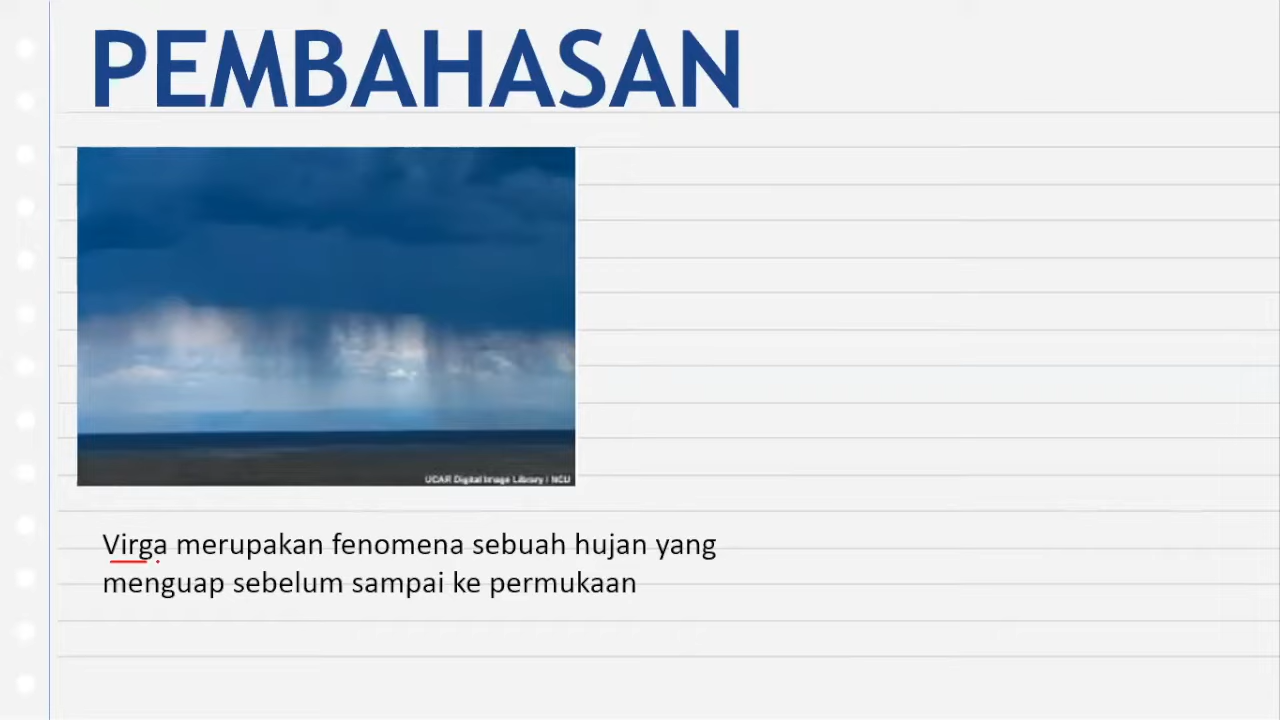 PEMBAHASAN
UCAR Digital Image Library / NCU
Virga merupakan fenomena sebuah hujan yang
menguap sebelum sampai ke permukaan